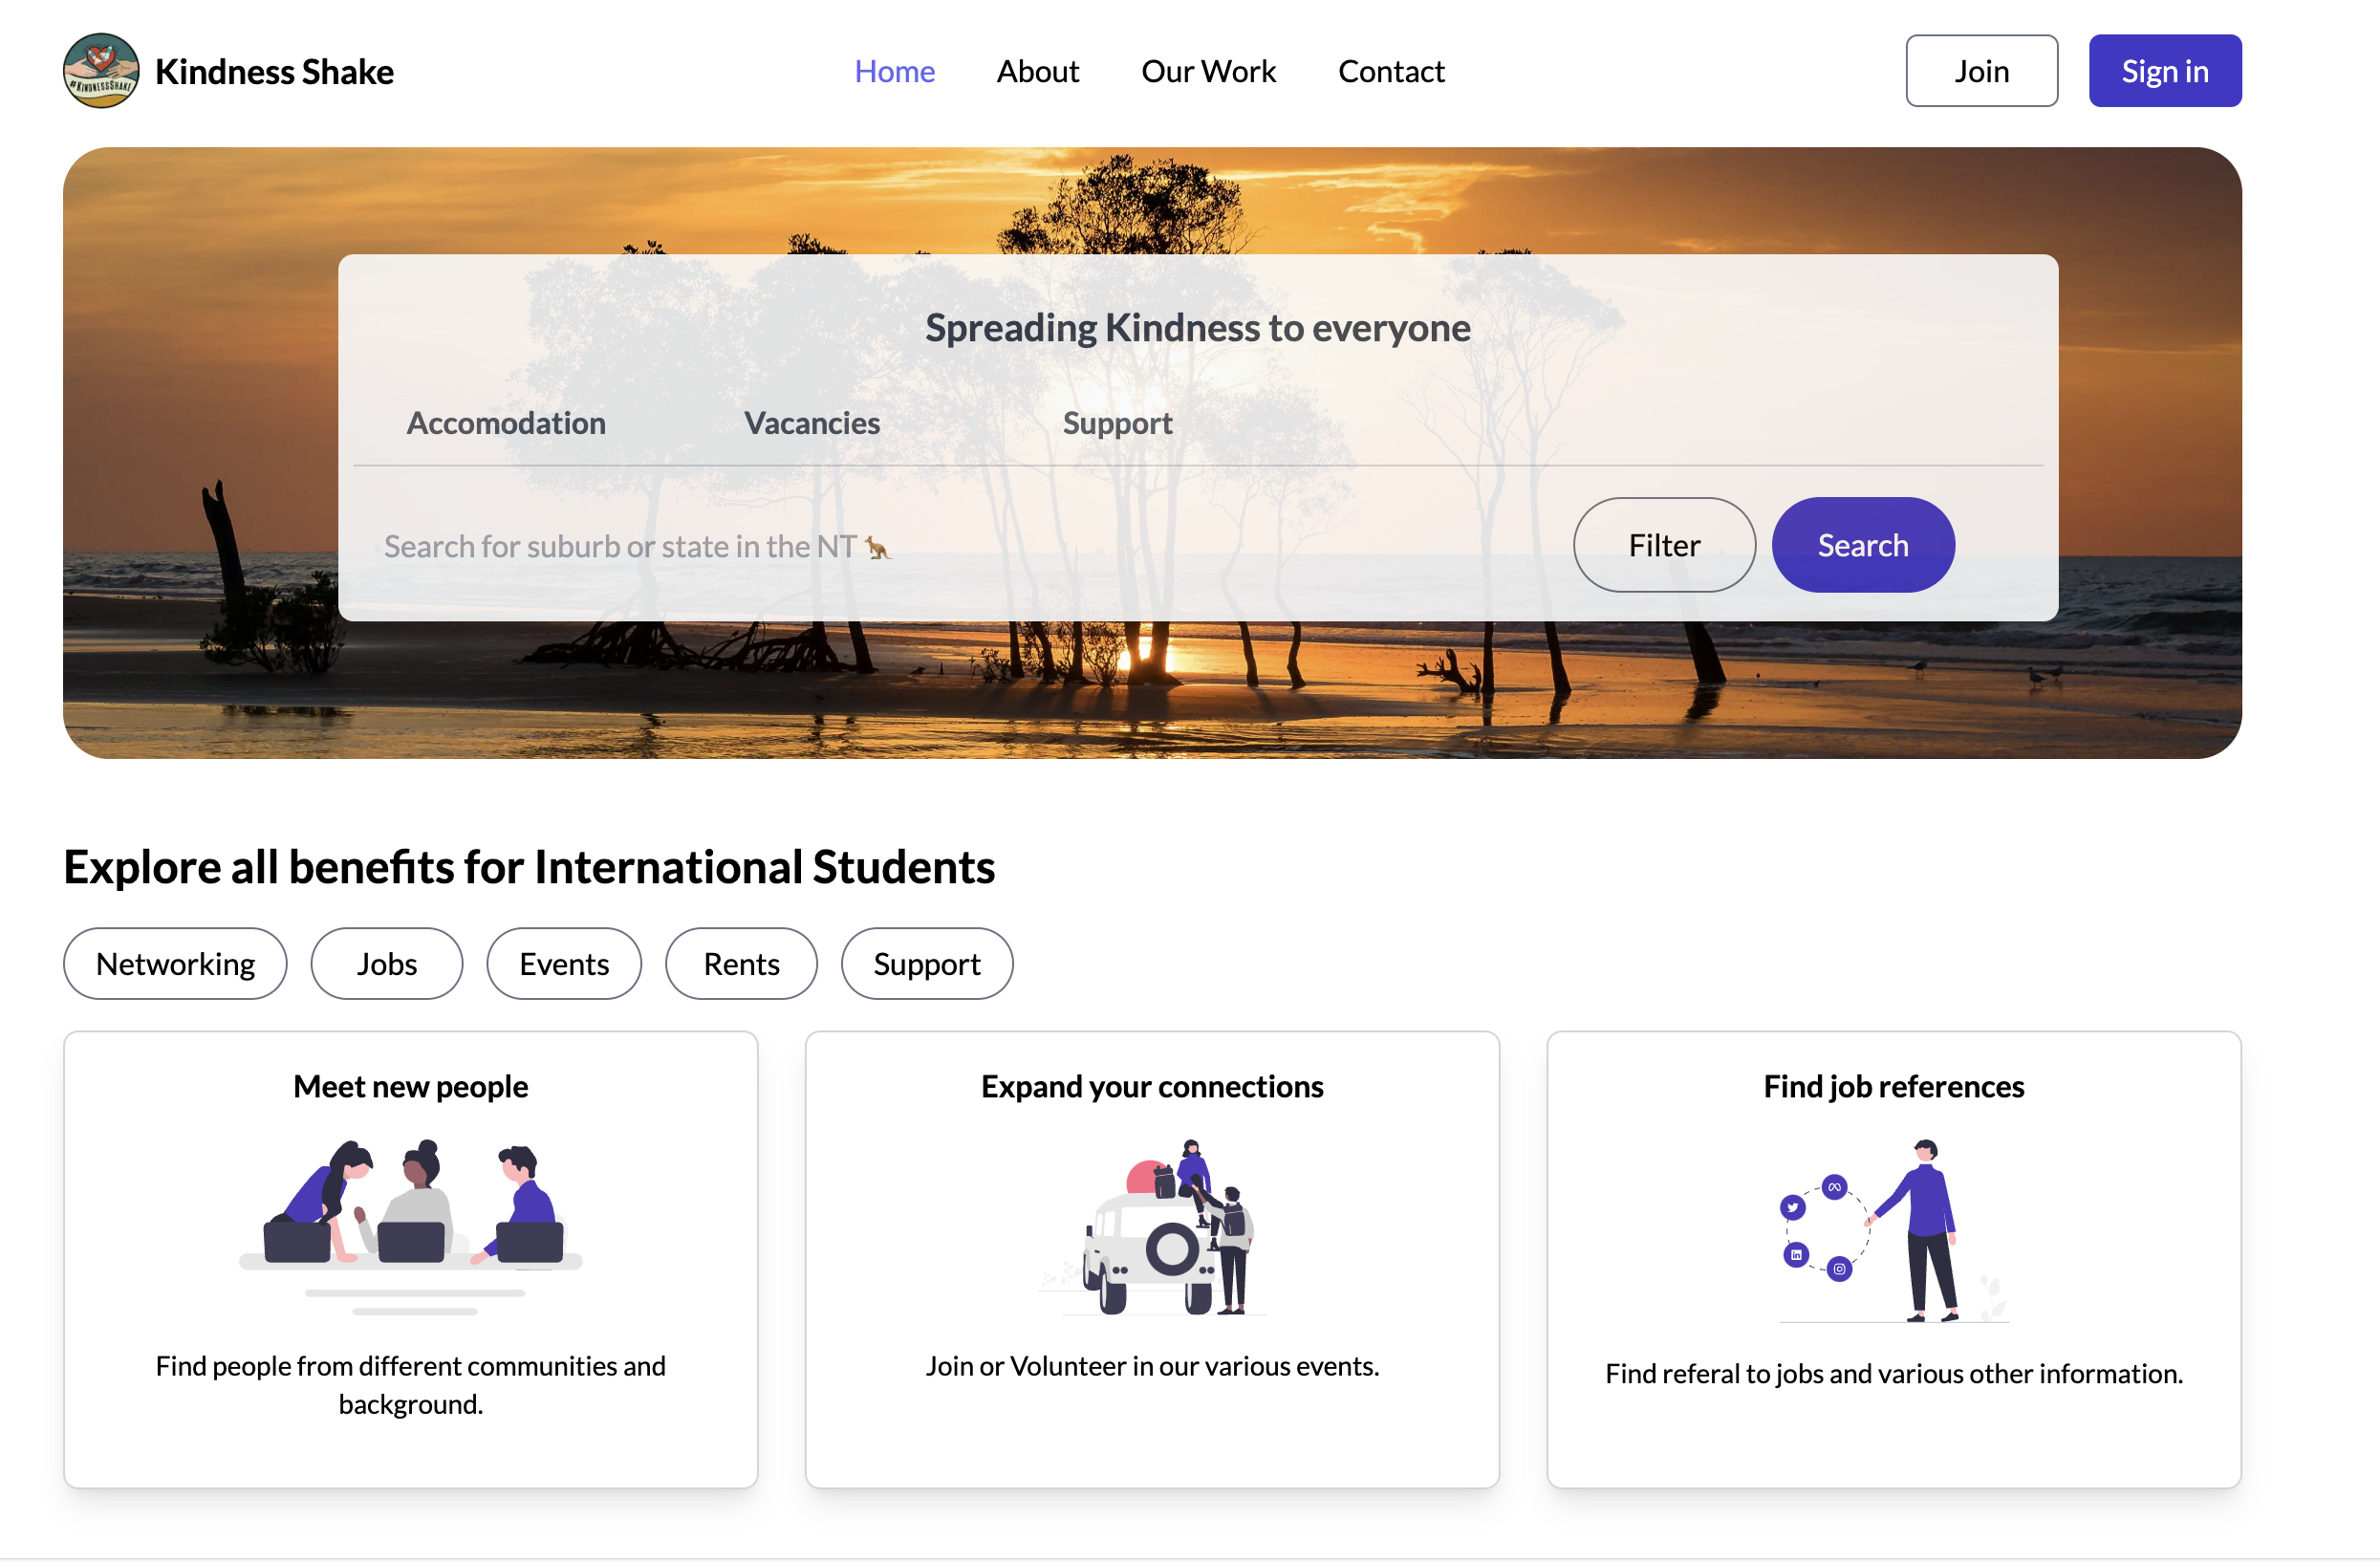 #KINDNESSSHAKE
Kindness Shake
Home About Our Work Contact
Join Sign in
Spreading Kindness to everyone
Accomodation Vacancies Support
Search for suburb or state in the NT 🦘
Filter Search
Explore all benefits for International Students
Networking Jobs Events Rents Support
Meet new people
Find people from different communities and
background.
Expand your connections
Join or Volunteer in our various events.
Find job references
Find referal to jobs and various other information.